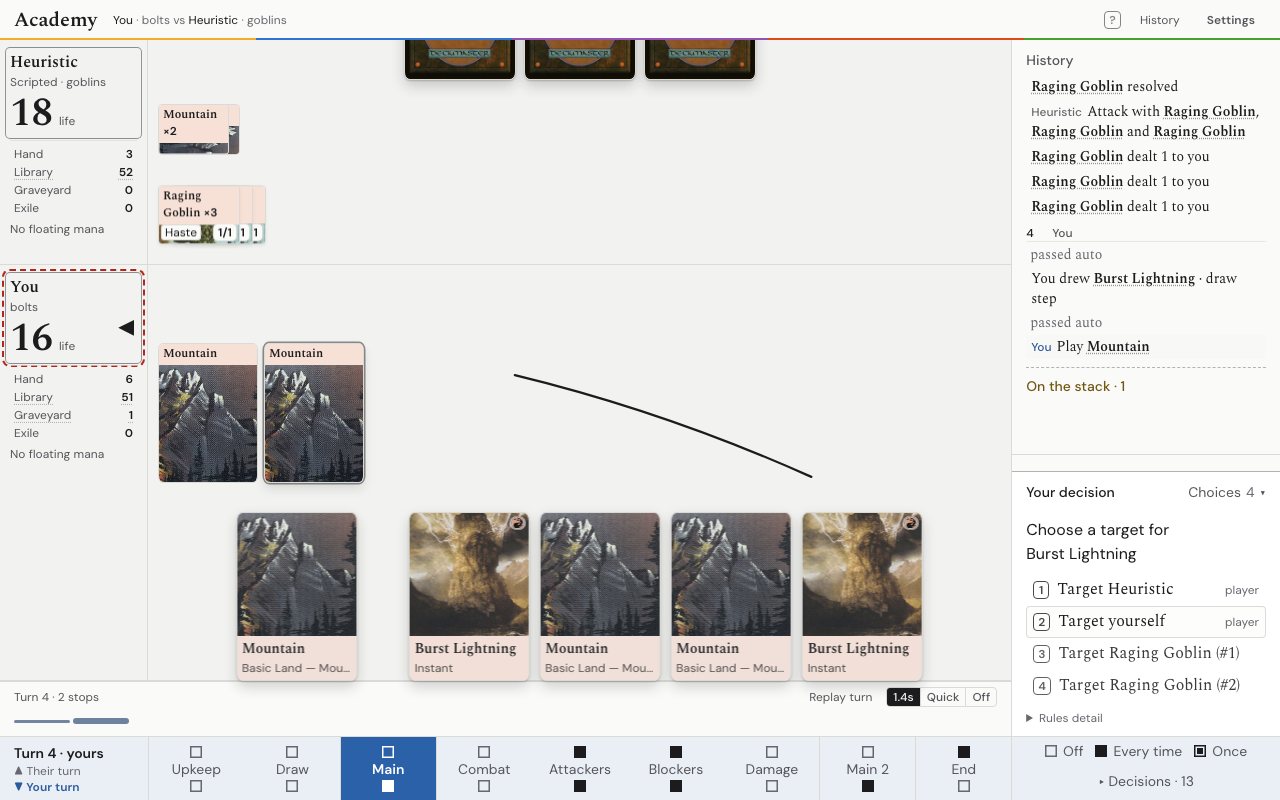 Academy
You · bolts vs Heuristic · goblins
?
History
Settings
Heuristic
Scripted · goblins
18 life
Hand 3
Library 52
Graveyard 0
Exile 0
No floating mana
DECKMASTER
DECKMASTER
DECKMASTER
Mountain
×2
Raging
Goblin ×3
Haste 1/1 1 1
You
bolts
16 life
Hand 6
Library 51
Graveyard 1
Exile 0
No floating mana
Mountain
Mountain
Mountain
Basic Land — Mou...
Burst Lightning
Instant
Mountain
Basic Land — Mou...
Mountain
Basic Land — Mou...
Burst Lightning
Instant
History
Raging Goblin resolved
Heuristic Attack with Raging Goblin,
Raging Goblin and Raging Goblin
Raging Goblin dealt 1 to you
Raging Goblin dealt 1 to you
Raging Goblin dealt 1 to you
4 You
passed auto
You drew Burst Lightning · draw
step
passed auto
You Play Mountain
On the stack · 1
Your decision
Choices 4
Choose a target for
Burst Lightning
1 Target Heuristic player
2 Target yourself player
3 Target Raging Goblin (#1)
4 Target Raging Goblin (#2)
Rules detail
Turn 4 · 2 stops
Replay turn 1.4s Quick Off
Turn 4 · yours
Their turn
Your turn
Upkeep
Draw
Main
Combat
Attackers
Blockers
Damage
Main 2
End
Off Every time Once
Decisions · 13